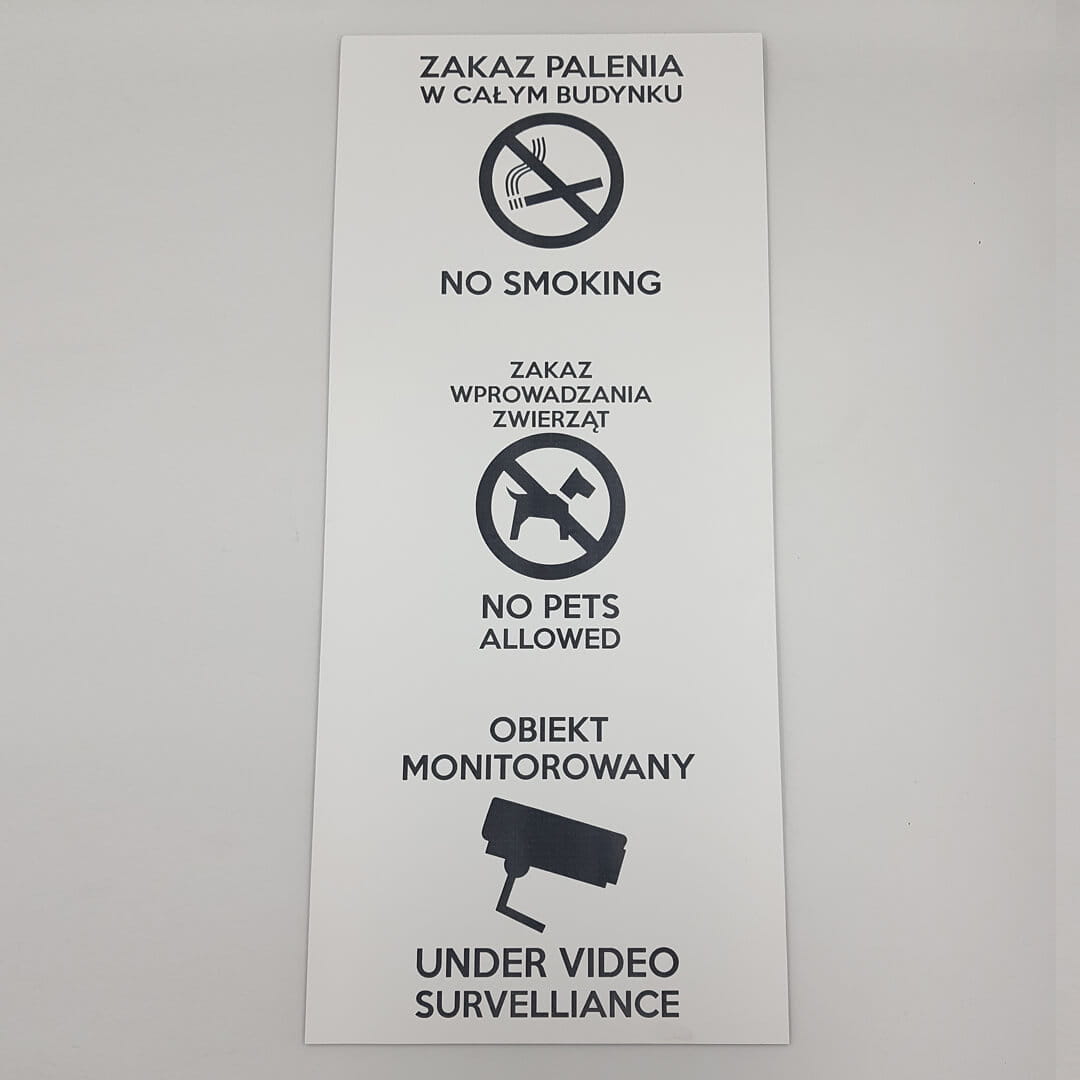 ZAKAZ PALENIA
W CAŁYM BUDYNKU
NO SMOKING
ZAKAZ
WPROWADZANIA
ZWIERZĄT
NO PETS
ALLOWED
OBIEKT
MONITOROWANY
UNDER VIDEO
SURVELLIANCE